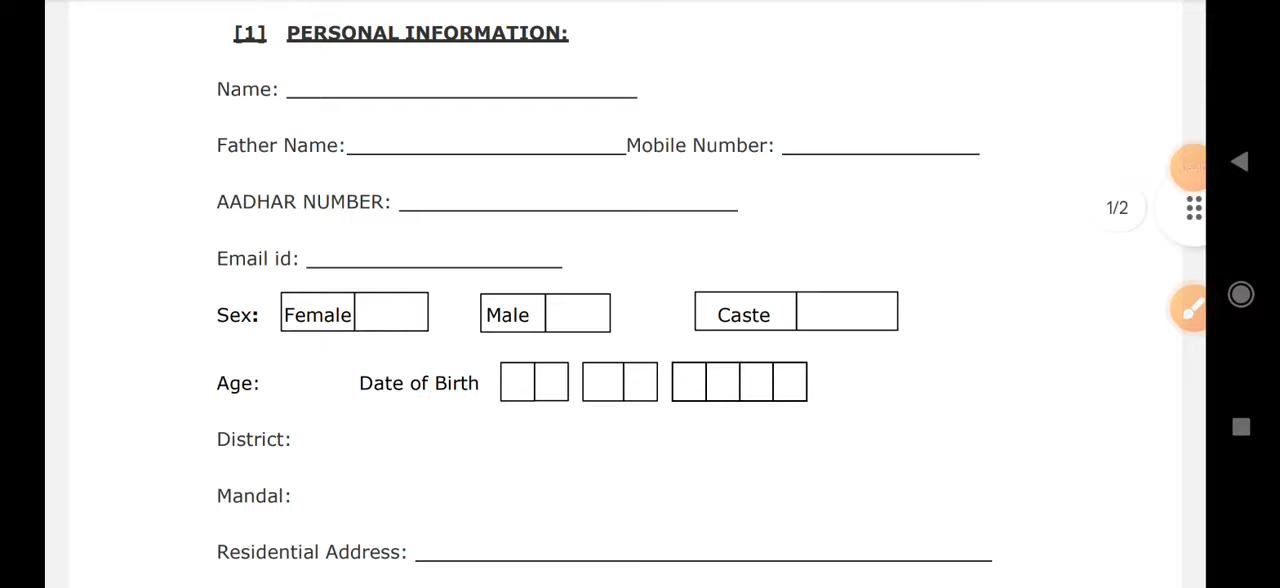 [1] PERSONAL INFORMATION:
Name: 
Father Name: Mobile Number: 
AADHAR NUMBER: 
Email id: 
Sex: Female Male Caste
Age: Date of Birth
District:
Mandal:
Residential Address: 
1/2